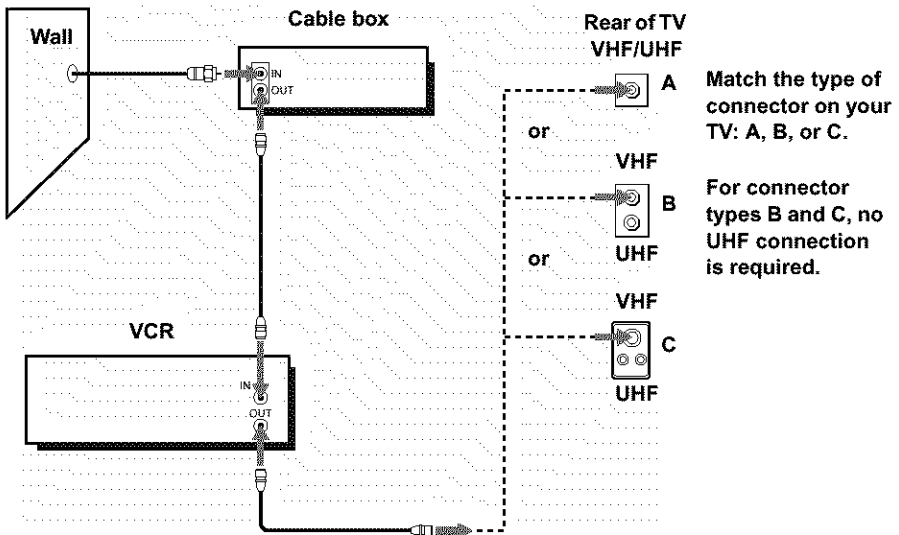 Cable box
Wall
IN
OUT
Rear of TV
VHF/UHF
A
or
VHF
B
UHF
or
VHF
C
UHF
Match the type of
connector on your
TV: A, B, or C.
For connector
types B and C, no
UHF connection
is required.
VCR
IN
OUT